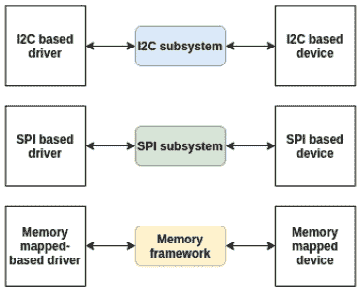 I2C based
driver
I2C subsystem
I2C based
device
SPI based
driver
SPI subsystem
SPI based
device
Memory
mapped-
based driver
Memory
framework
Memory
mapped
device